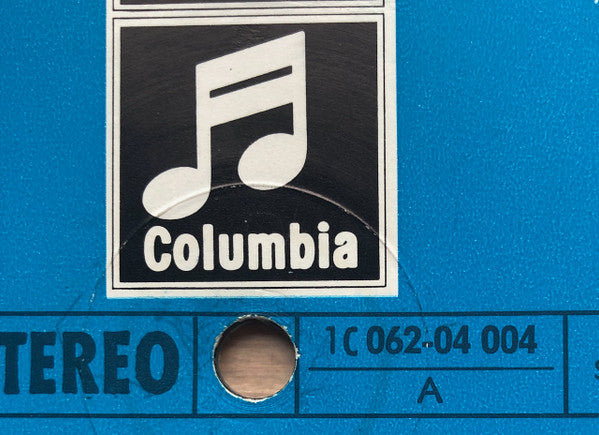 Columbia
TEREO
1C 062-04 004
A